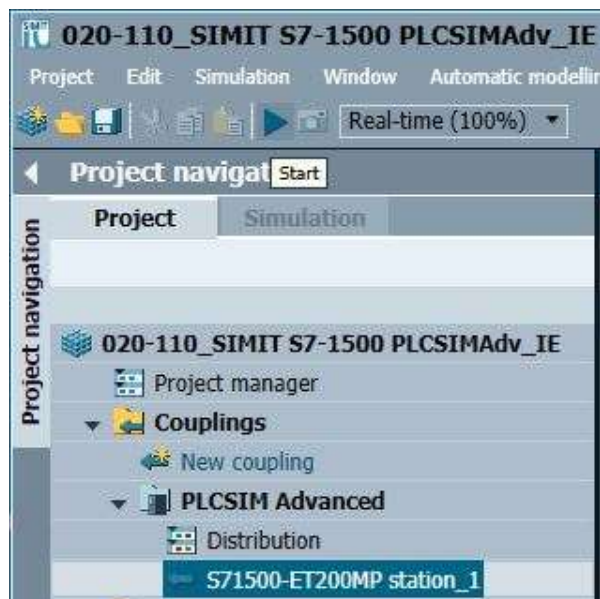 SIMIT
020-110_SIMIT S7-1500 PLCSIMAdv_IE
Project Edit Simulation Window Automatic modellin
Real-time (100%)
Project navigat Start
Project Simulation
Project navigation
020-110_SIMIT S7-1500 PLCSIMAdv_IE
Project manager
Couplings
New coupling
PLCSIM Advanced
Distribution
S71500-ET200MP station_1